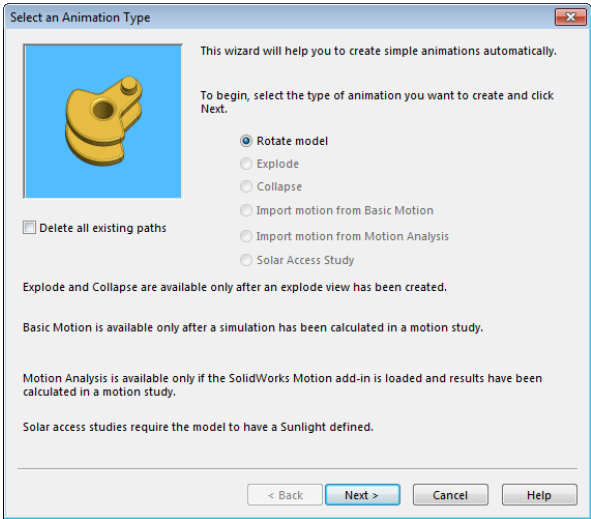 Select an Animation Type
This wizard will help you to create simple animations automatically.
To begin, select the type of animation you want to create and click
Next.
Rotate model
Explode
Collapse
Import motion from Basic Motion
Import motion from Motion Analysis
Solar Access Study
Delete all existing paths
Explode and Collapse are available only after an explode view has been created.
Basic Motion is available only after a simulation has been calculated in a motion study.
Motion Analysis is available only if the SolidWorks Motion add-in is loaded and results have been
calculated in a motion study.
Solar access studies require the model to have a Sunlight defined.
< Back
Next >
Cancel
Help